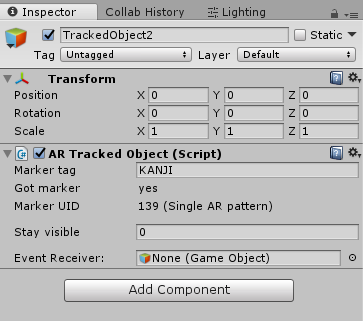 Inspector Collab History Lighting
TrackedObject2 Static
Tag Untagged Layer Default
Transform
Position X 0 Y 0 Z 0
Rotation X 0 Y 0 Z 0
Scale X 1 Y 1 Z 1
AR Tracked Object (Script)
Marker tag KANJI
Got marker yes
Marker UID 139 (Single AR pattern)
Stay visible 0
Event Receiver: None (Game Object)
Add Component